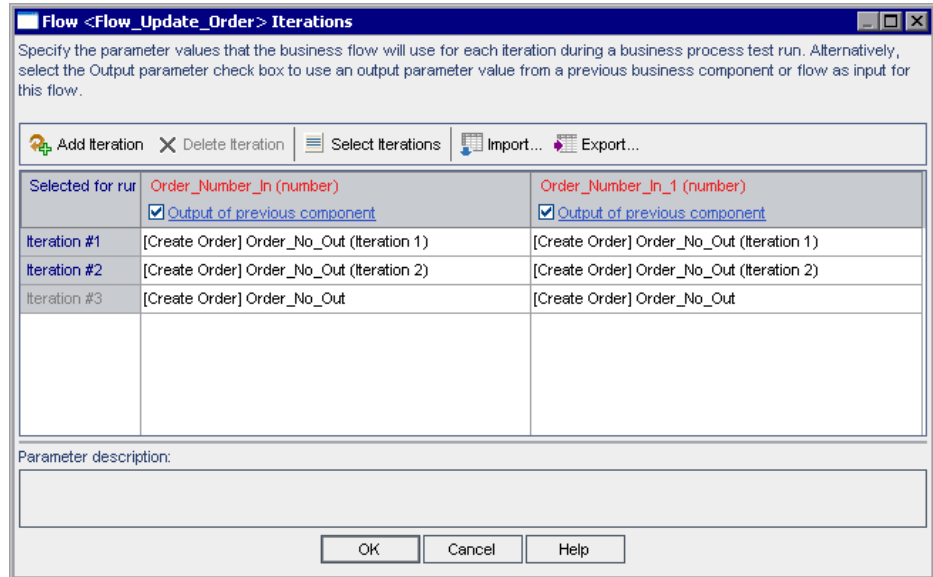 Flow <Flow_Update_Order> Iterations
Specify the parameter values that the business flow will use for each iteration during a business process test run. Alternatively,
select the Output parameter check box to use an output parameter value from a previous business component or flow as input for
this flow.
Add Iteration Delete Iteration Select Iterations Import... Export...
Selected for rur Order_Number_In (number) Order_Number_In_1 (number)
Output of previous component Output of previous component
Iteration #1 [Create Order] Order_No_Out (Iteration 1) [Create Order] Order_No_Out (Iteration 1)
Iteration #2 [Create Order] Order_No_Out (Iteration 2) [Create Order] Order_No_Out (Iteration 2)
Iteration #3 [Create Order] Order_No_Out [Create Order] Order_No_Out
Parameter description:
OK Cancel Help